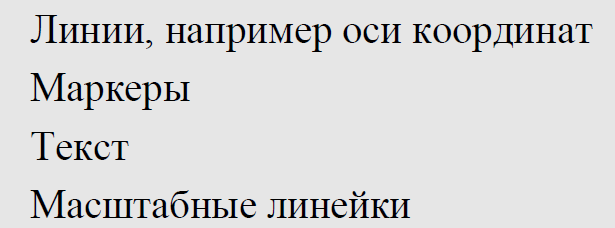 Линии, например оси координат
Маркеры
Текст
Масштабные линейки